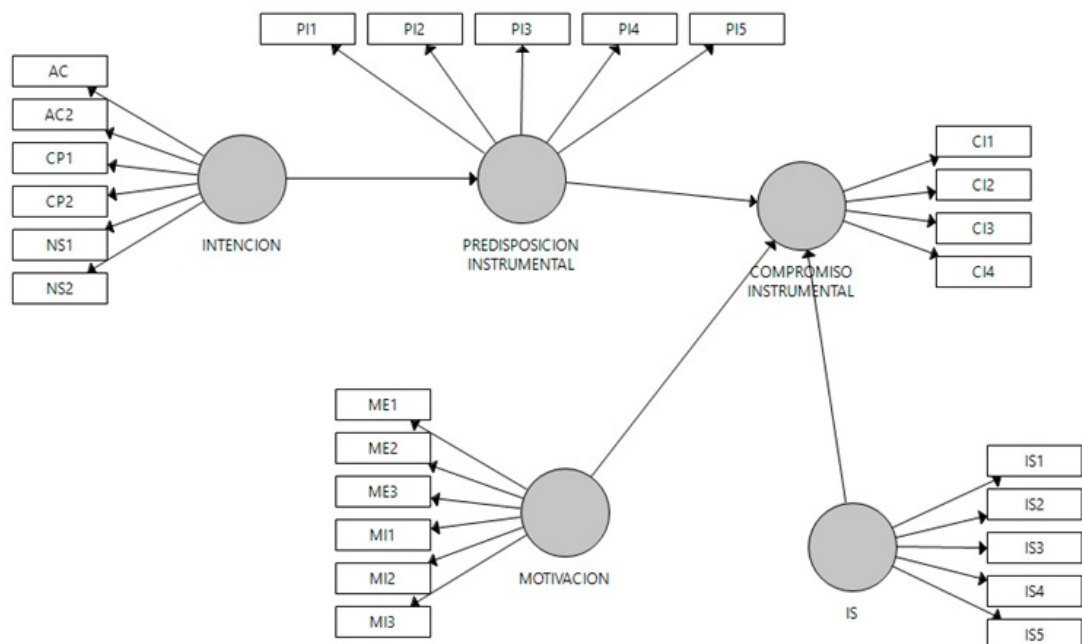 PI1
PI2
PI3
PI4
PI5
AC
AC2
CP1
CP2
NS1
NS2
INTENCION
PREDISPOSICION
INSTRUMENTAL
COMPROMISO
INSTRUMENTAL
CI1
CI2
CI3
CI4
ME1
ME2
ME3
MI1
MI2
MI3
MOTIVACION
IS
IS1
IS2
IS3
IS4
IS5